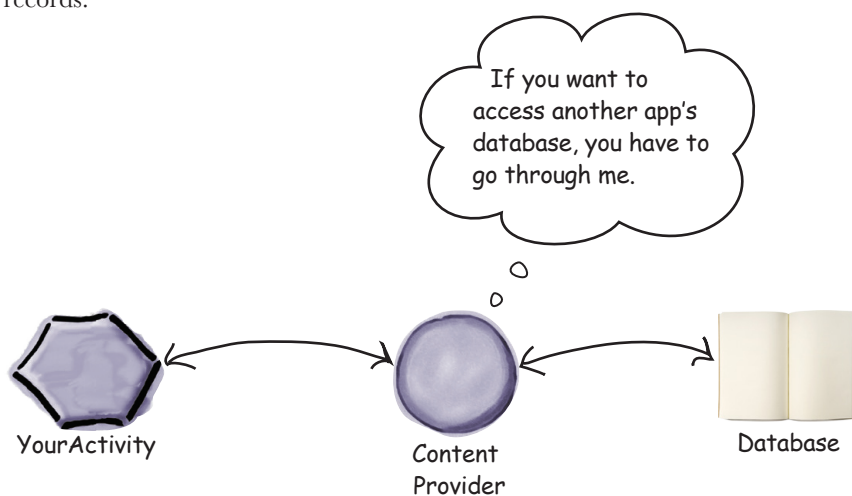 records.
If you want to
access another app's
database, you have to
go through me.
YourActivity
Content
Provider
Database